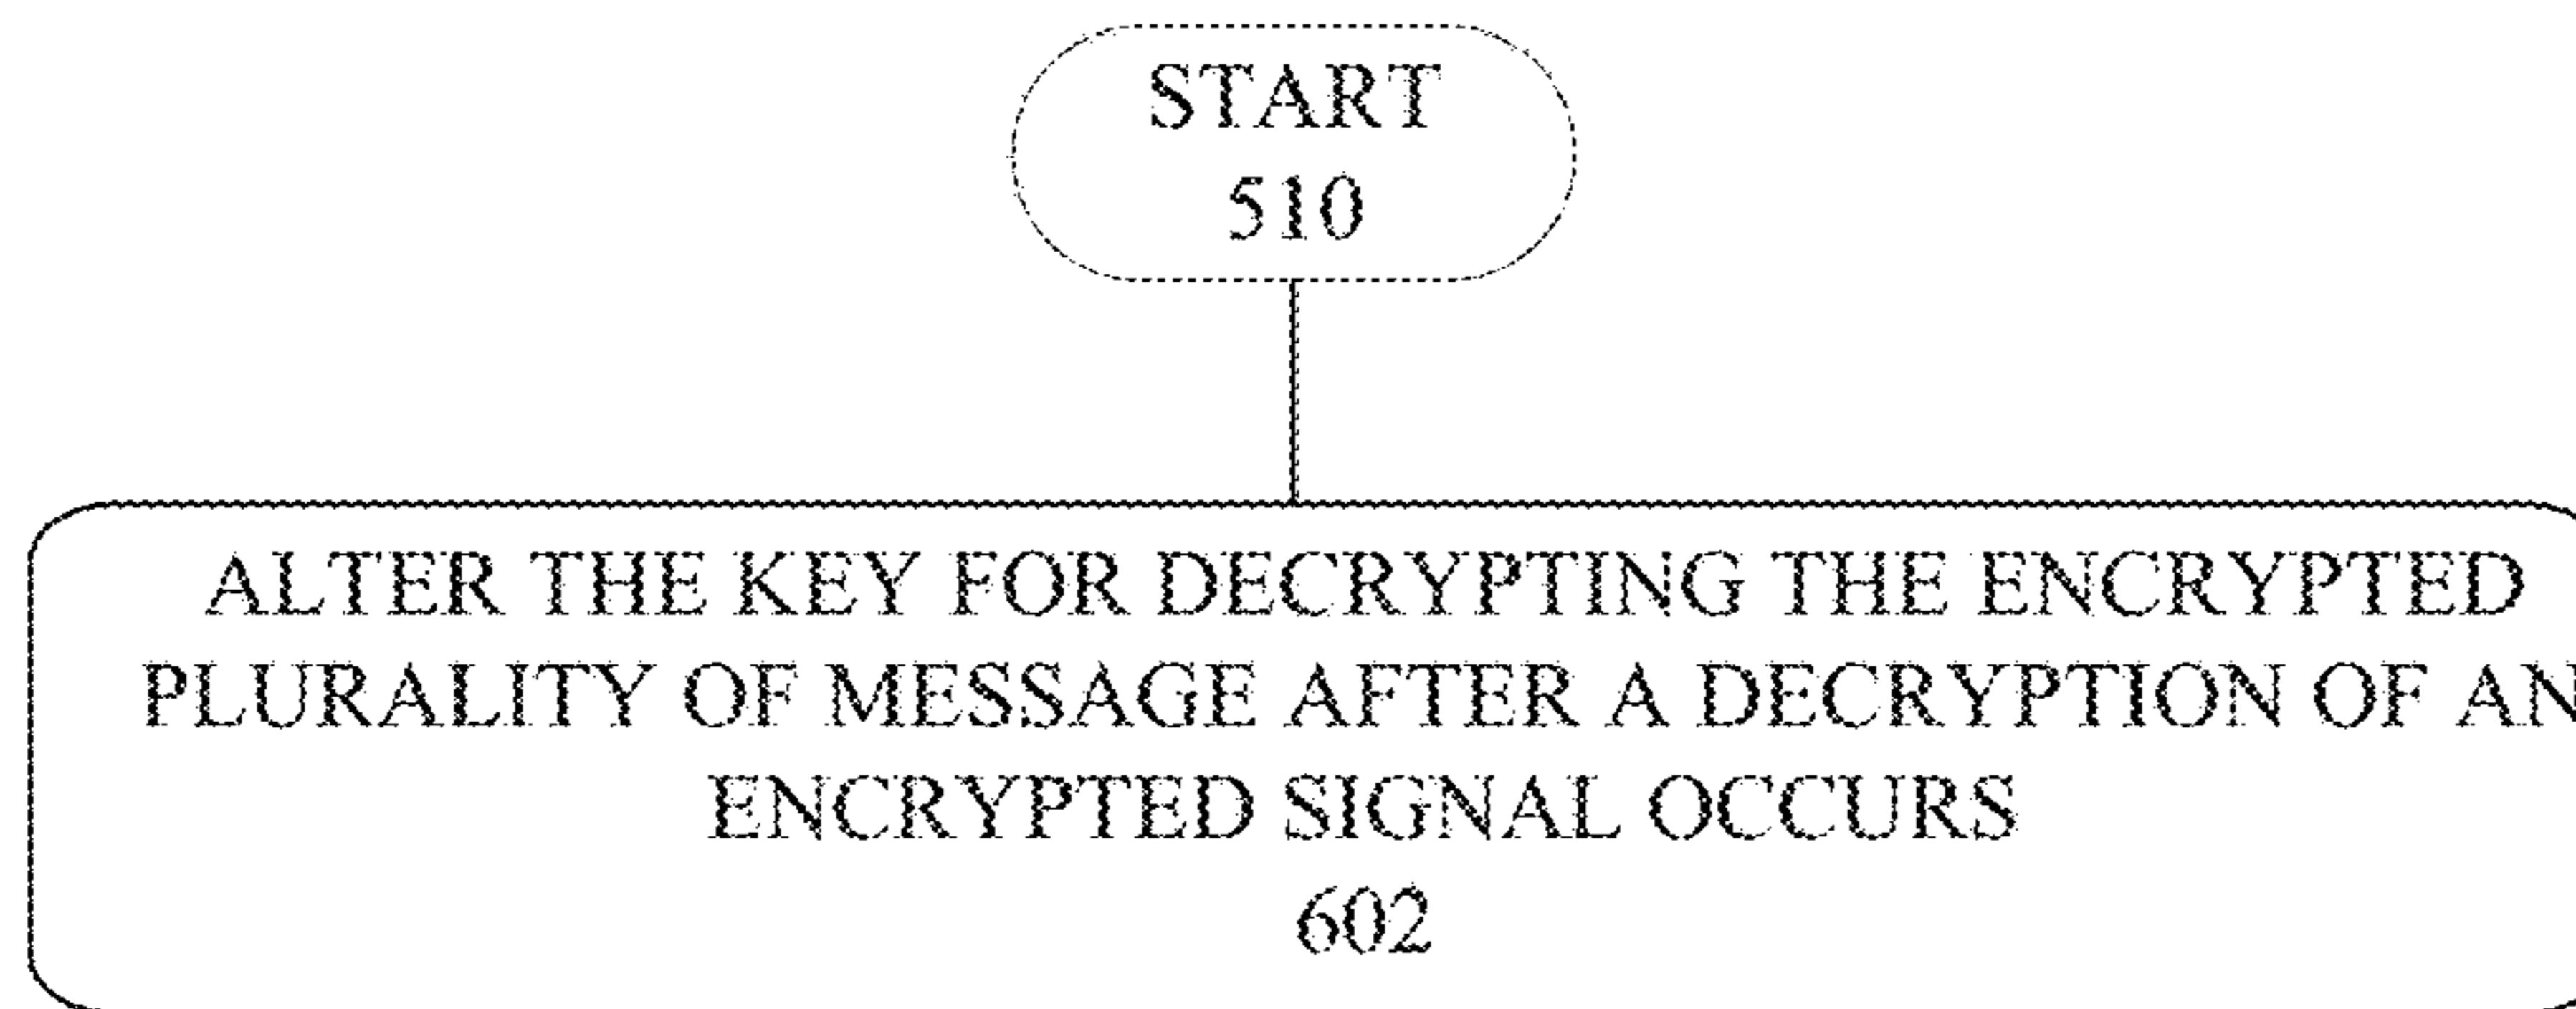 START
510
ALTER THE KEY FOR DECRYPTING THE ENCRYPTED
PLURALITY OF MESSAGE AFTER A DECRYPTION OF AN
ENCRYPTED SIGNAL OCCURS
602